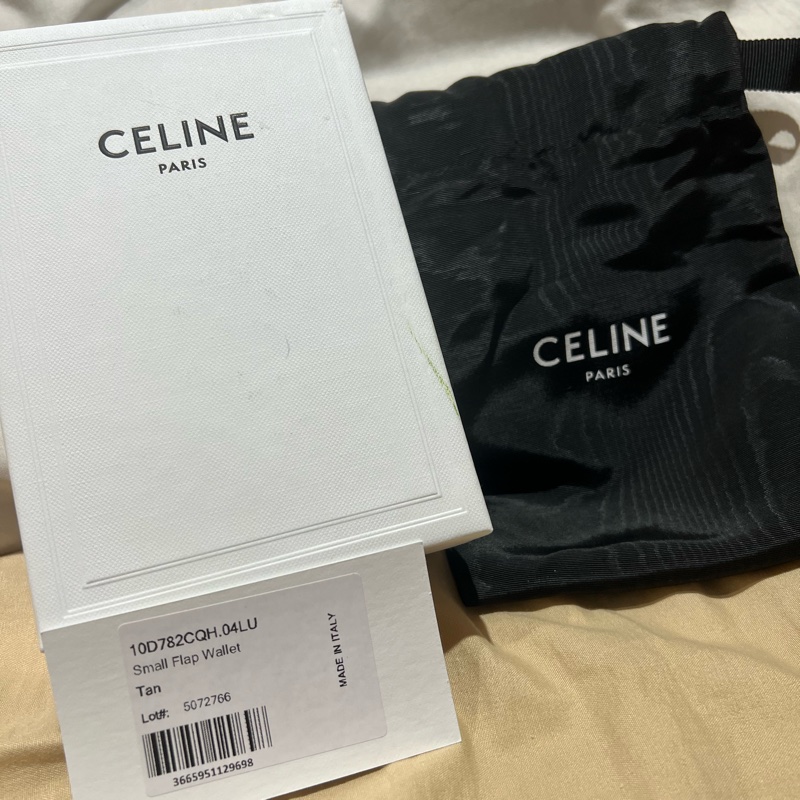 CELINE
PARIS
CELINE
PARIS
10D782CQH.04LU
Small Flap Wallet
Tan
Lot#: 5072766
3665951129698
MADE IN ITALY